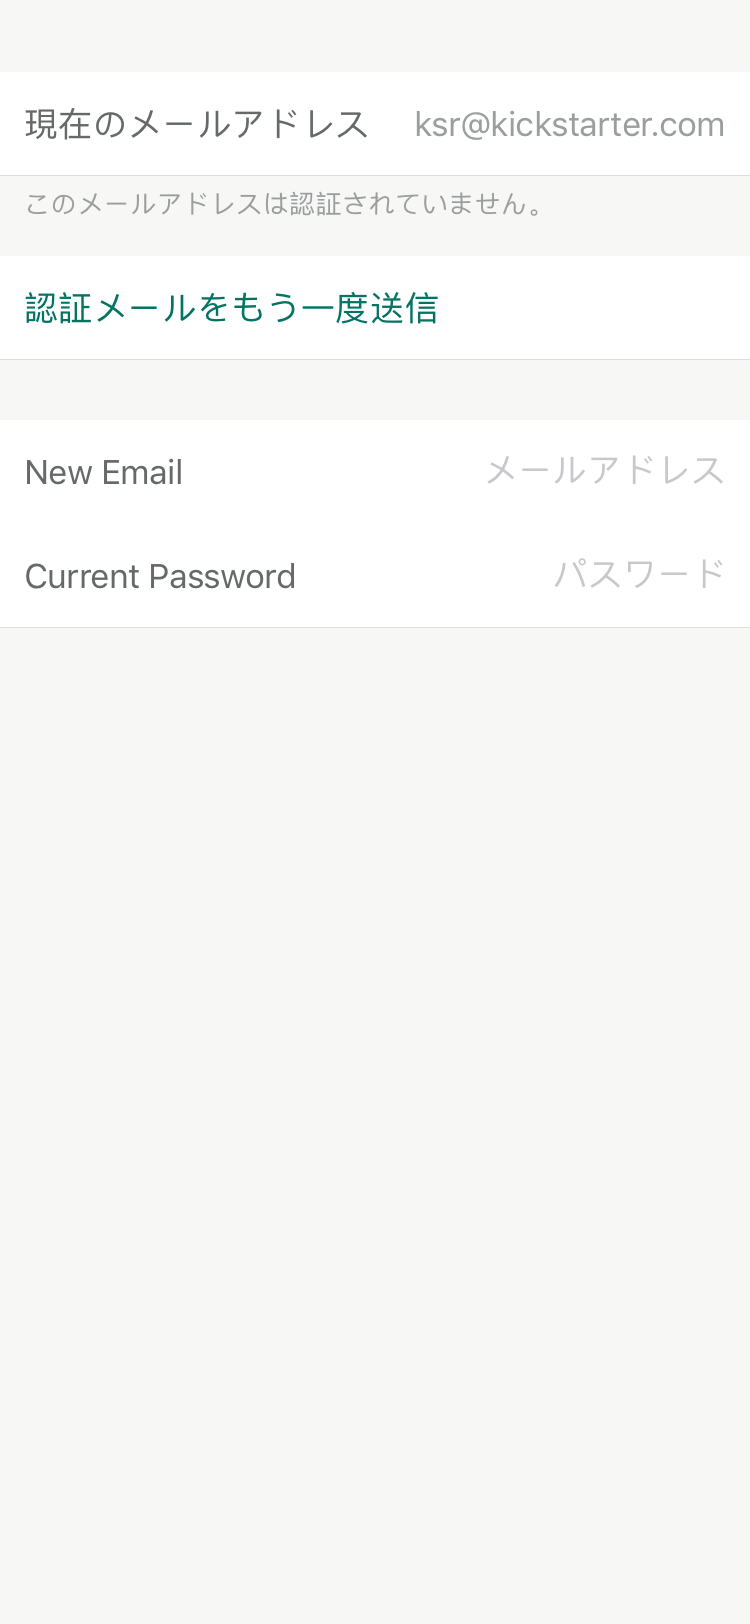 現在のメールアドレス ksr@kickstarter.com
このメールアドレスは認証されていません。
認証メールをもう一度送信
New Email メールアドレス
Current Password パスワード